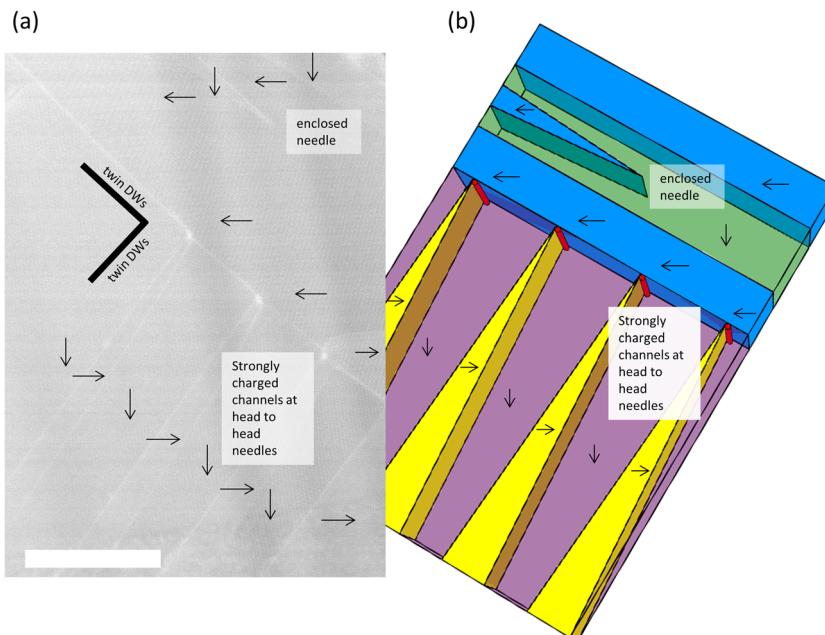 (a)
(b)
enclosed
needle
twin DWs
twin DWs
Strongly
charged
channels at
head to
head
needles
enclosed
needle
Strongly
charged
channels at
head to
head
needles